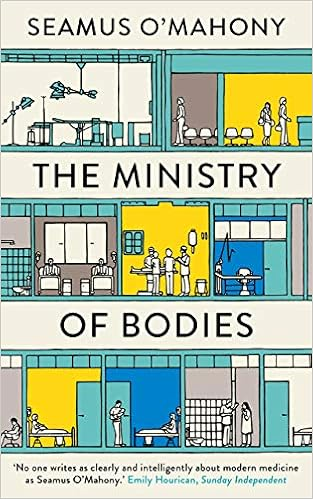 SEAMUS O'MAHONY
THE MINISTRY
OF BODIES
'No one writes as clearly and intelligently about modern medicine
as Seamus O'Mahony.' Emily Hourican, Sunday Independent